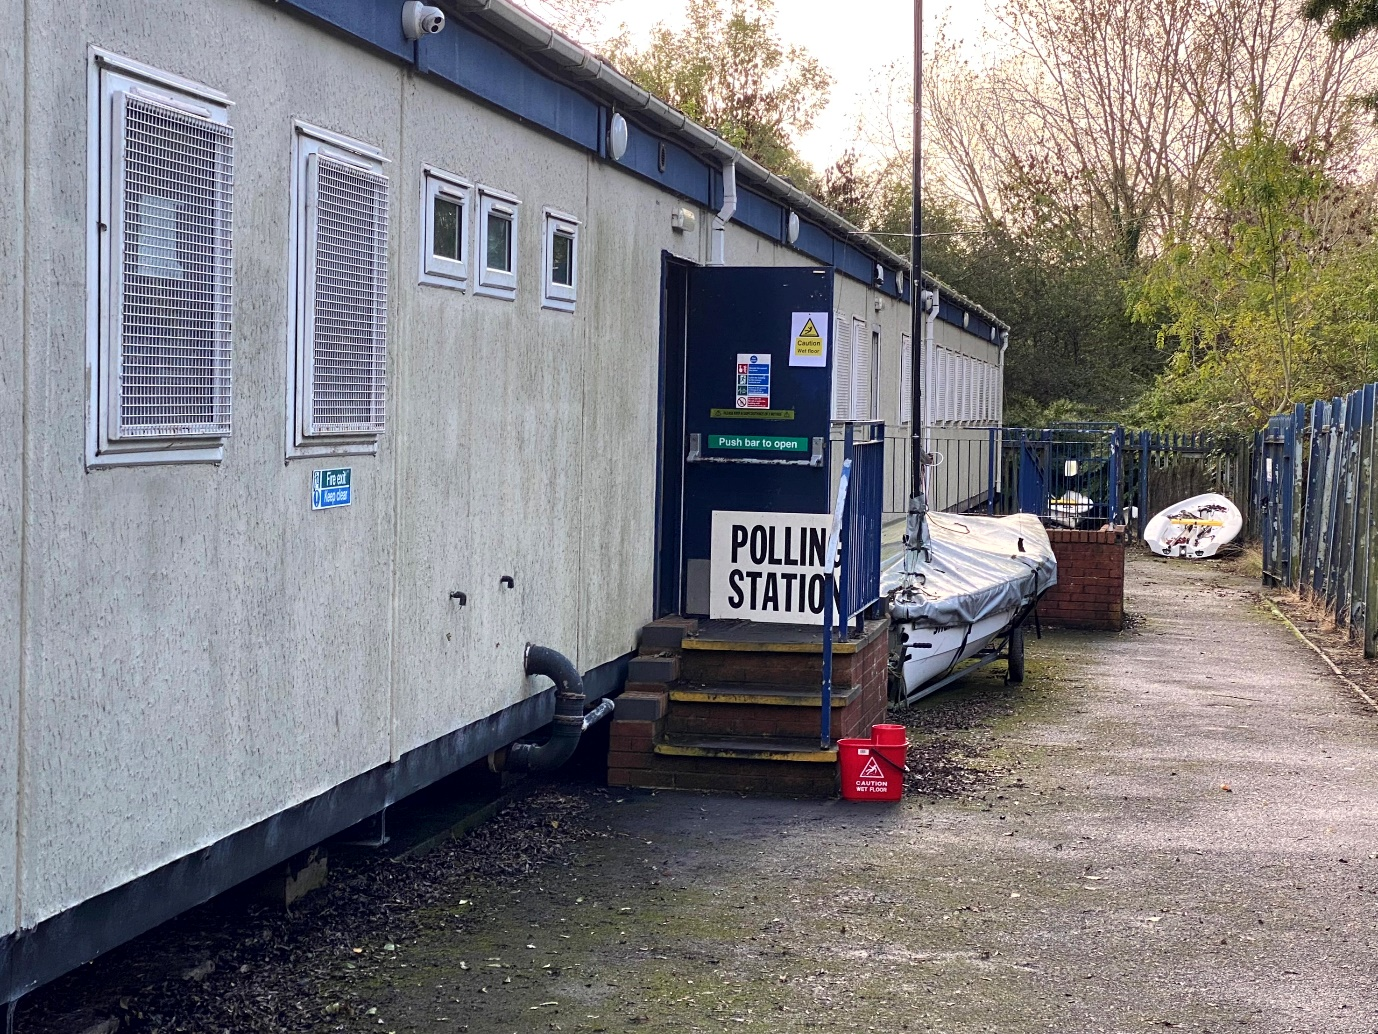 Caution
Wet floor
Push bar to open
Fire exit
Keep clear
POLLING
STATION
CAUTION
WET FLOOR